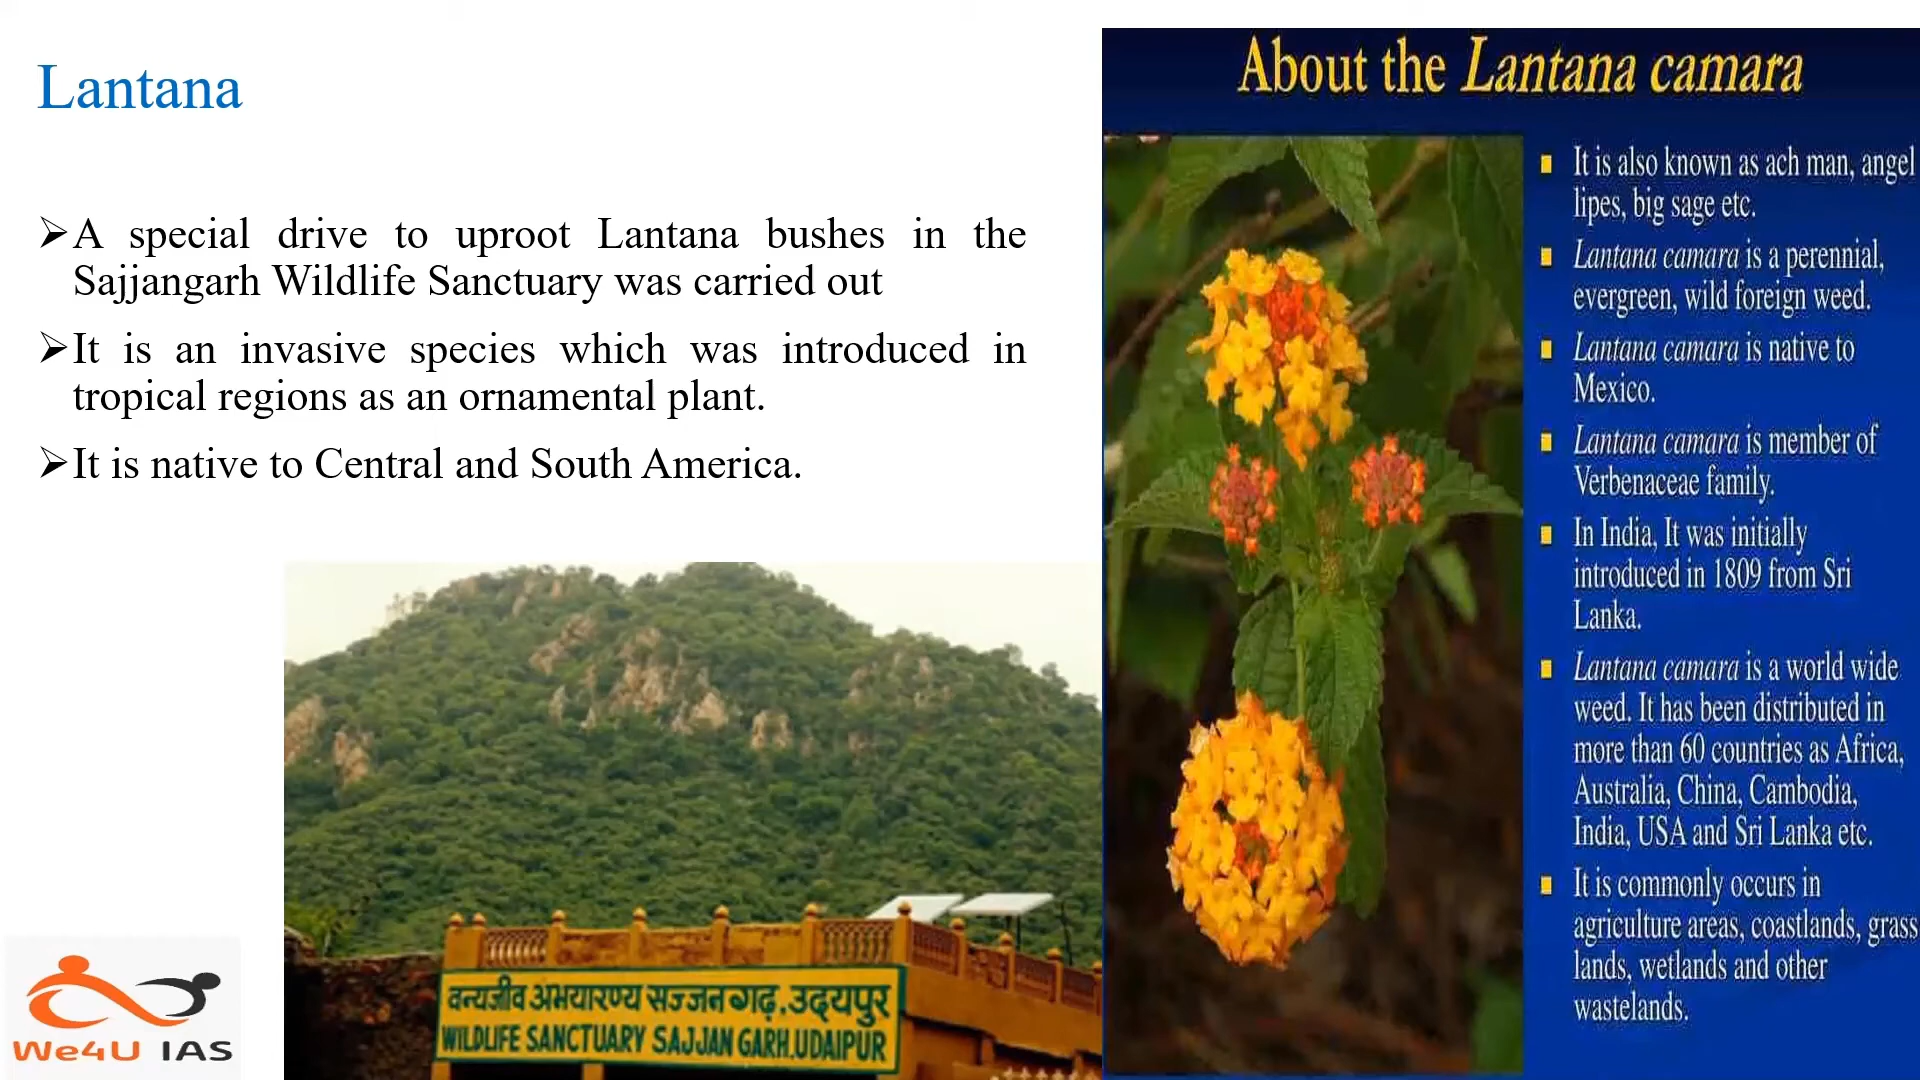 Lantana
➢A special drive to uproot Lantana bushes in the
Sajjangarh Wildlife Sanctuary was carried out
➢It is an invasive species which was introduced in
tropical regions as an ornamental plant.
➢It is native to Central and South America.
वन्यजीव अभयारण्य सज्जनगढ़,उदयपुर
WILDLIFE SANCTUARY SAJJAN GARH,UDAIPUR
We4U IAS
About the Lantana camara
▪ It is also known as ach man, angel
lipes, big sage etc.
▪ Lantana camara is a perennial,
evergreen, wild foreign weed.
▪ Lantana camara is native to
Mexico.
▪ Lantana camara is member of
Verbenaceae family.
▪ In India, It was initially
introduced in 1809 from Sri
Lanka.
▪ Lantana camara is a world wide
weed. It has been distributed in
more than 60 countries as Africa,
Australia, China, Cambodia,
India, USA and Sri Lanka etc.
▪ It is commonly occurs in
agriculture areas, coastlands, grass
lands, wetlands and other
wastelands.